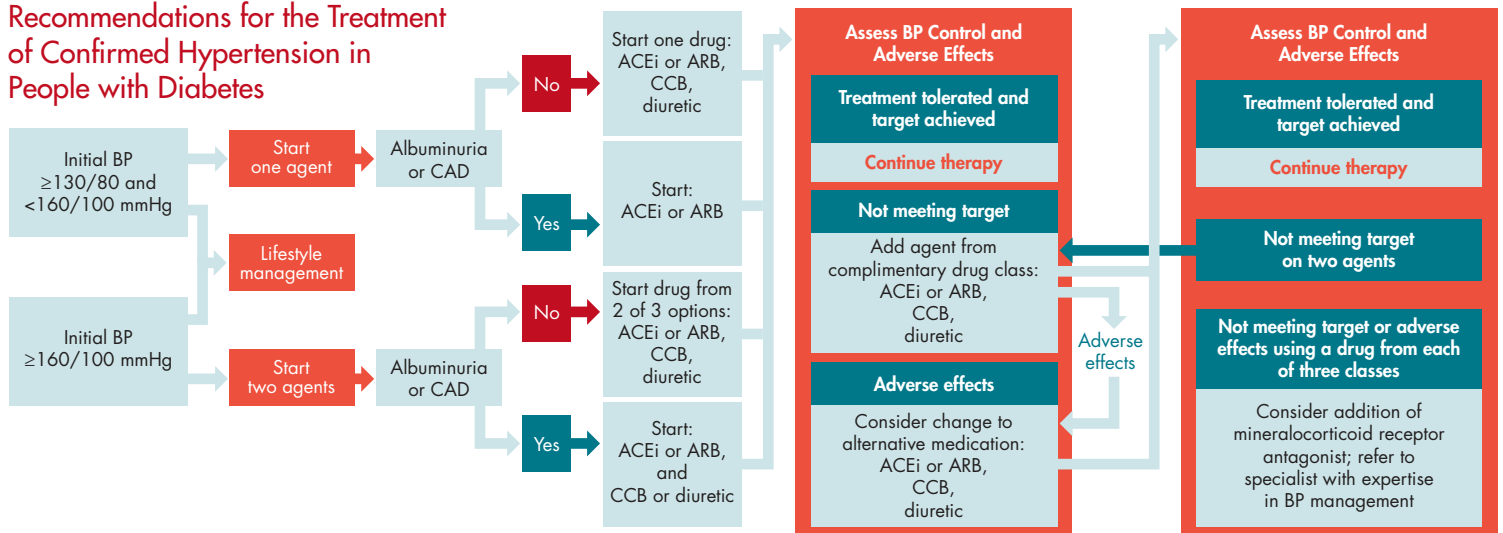 Recommendations for the Treatment
of Confirmed Hypertension in
People with Diabetes
Initial BP
≥130/80 and
<160/100 mmHg
Initial BP
≥160/100 mmHg
Start
one agent
Lifestyle
management
Start
two agents
Albuminuria
or CAD
Albuminuria
or CAD
No
Yes
No
Yes
Start one drug:
ACEi or ARB,
CCB,
diuretic
Start:
ACEi or ARB
Start drug from
2 of 3 options:
ACEi or ARB,
CCB,
diuretic
Start:
ACEi or ARB,
and
CCB or diuretic
Assess BP Control and
Adverse Effects
Treatment tolerated and
target achieved
Continue therapy
Not meeting target
Add agent from
complimentary drug class:
ACEi or ARB,
CCB,
diuretic
Adverse effects
Consider change to
alternative medication:
ACEi or ARB,
CCB,
diuretic
Adverse
effects
Assess BP Control and
Adverse Effects
Treatment tolerated and
target achieved
Continue therapy
Not meeting target
on two agents
Not meeting target or adverse
effects using a drug from each
of three classes
Consider addition of
mineralocorticoid receptor
antagonist; refer to
specialist with expertise
in BP management